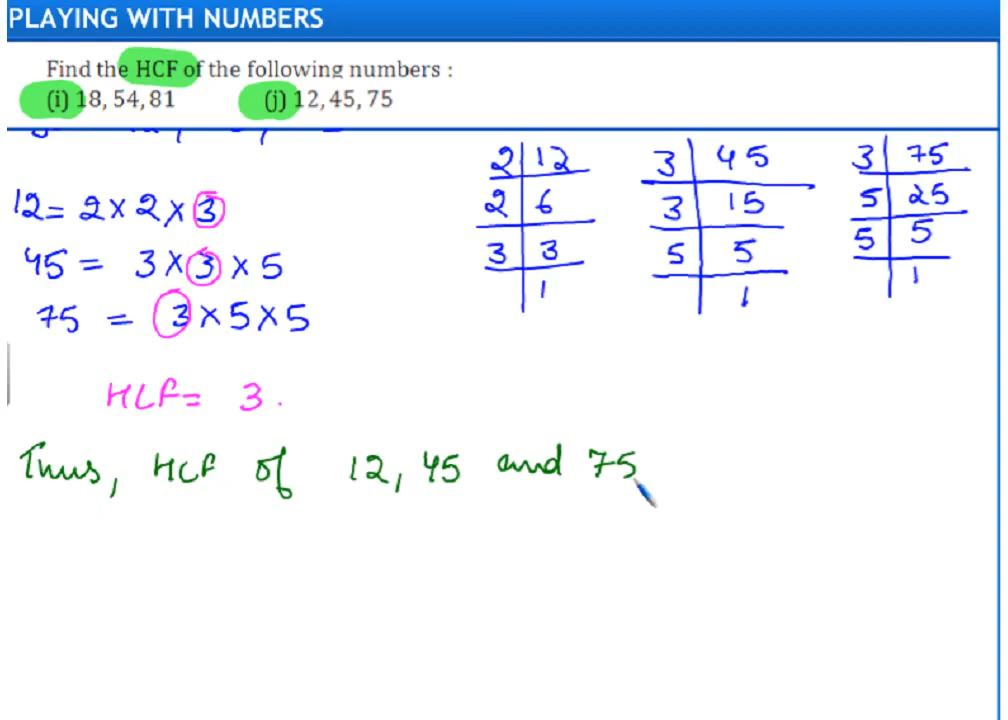 PLAYING WITH NUMBERS
Find the HCF of the following numbers :
(i) 18, 54, 81 (j) 12, 45, 75
2 | 12
2 | 6
3 | 3
1
3 | 45
3 | 15
5 | 5
1
3 | 75
5 | 25
5 | 5
1
12 = 2 × 2 × 3
45 = 3 × 3 × 5
75 = 3 × 5 × 5
HCF = 3.
Thus, HCF of 12, 45 and 75